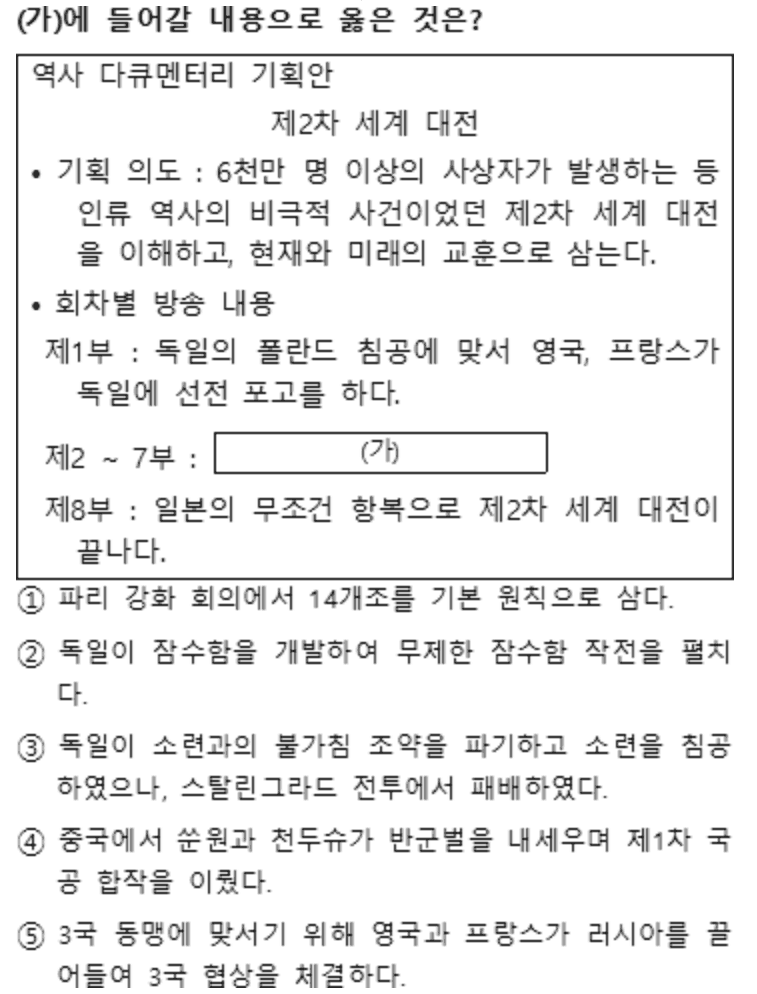 (가)에 들어갈 내용으로 옳은 것은?
역사 다큐멘터리 기획안
제2차 세계 대전
• 기획 의도 : 6천만 명 이상의 사상자가 발생하는 등
인류 역사의 비극적 사건이었던 제2차 세계 대전
을 이해하고, 현재와 미래의 교훈으로 삼는다.
• 회차별 방송 내용
제1부 : 독일의 폴란드 침공에 맞서 영국, 프랑스가
독일에 선전 포고를 하다.
제2 ~ 7부 : (가)
제8부 : 일본의 무조건 항복으로 제2차 세계 대전이
끝나다.
① 파리 강화 회의에서 14개조를 기본 원칙으로 삼다.
② 독일이 잠수함을 개발하여 무제한 잠수함 작전을 펼치
다.
③ 독일이 소련과의 불가침 조약을 파기하고 소련을 침공
하였으나, 스탈린그라드 전투에서 패배하였다.
④ 중국에서 쑨원과 천두슈가 반군벌을 내세우며 제1차 국
공 합작을 이뤘다.
⑤ 3국 동맹에 맞서기 위해 영국과 프랑스가 러시아를 끌
어들여 3국 협상을 체결하다.